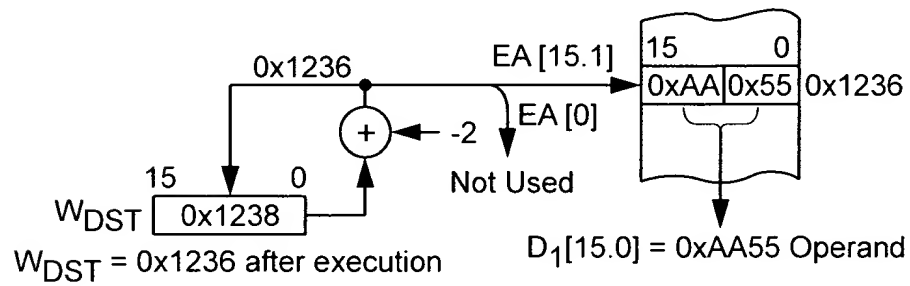 15 0
0x1236 EA [15.1]
0xAA 0x55 0x1236
EA [0]
+ -2
15 0
Not Used
WDST 0x1238
D1[15.0] = 0xAA55 Operand
WDST = 0x1236 after execution